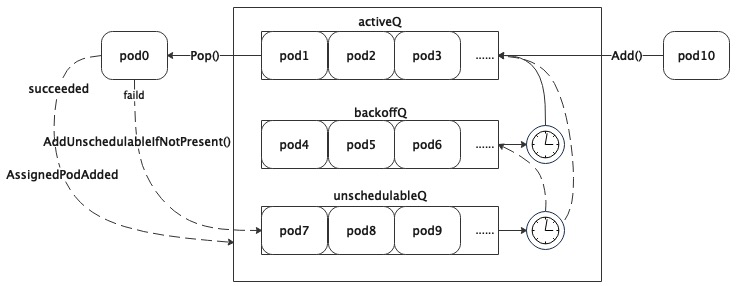 activeQ
pod0
Pop()
pod1
pod2
pod3
......
Add()
pod10
succeeded
faild
backoffQ
AddUnschedulableIfNotPresent()
pod4
pod5
pod6
......
AssignedPodAdded
unschedulableQ
pod7
pod8
pod9
......